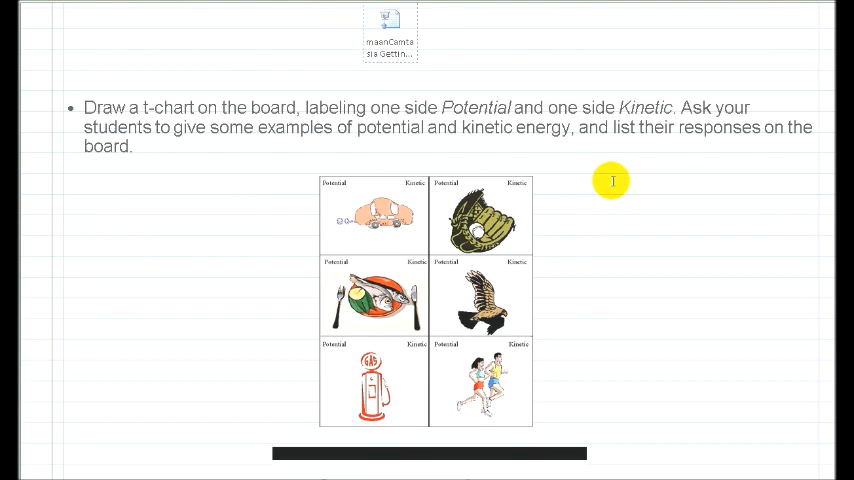 maanCamta
sia Gettin...
• Draw a t-chart on the board, labeling one side Potential and one side Kinetic. Ask your
students to give some examples of potential and kinetic energy, and list their responses on the
board.
Potential Kinetic Potential Kinetic
Potential Kinetic Potential Kinetic
GAS
Potential Kinetic Potential Kinetic